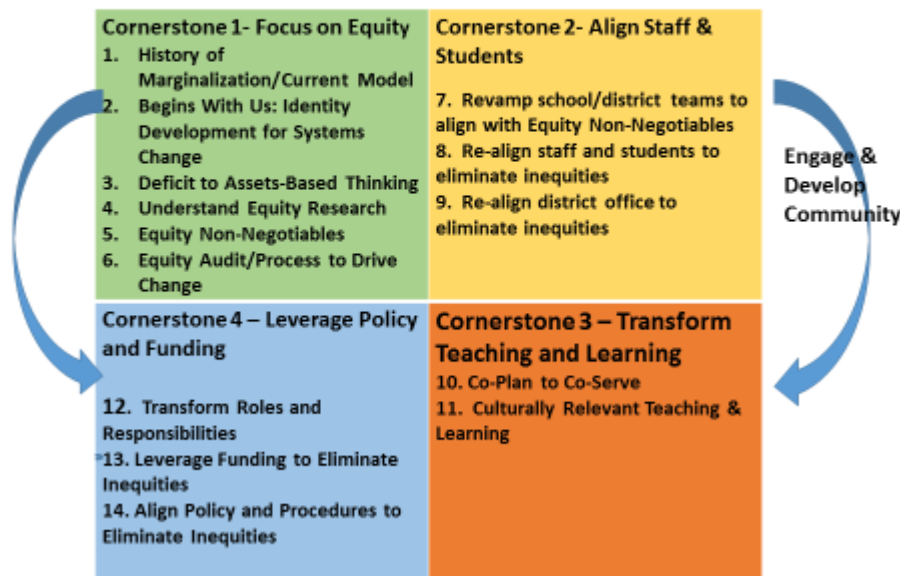 Cornerstone 1- Focus on Equity
1. History of
Marginalization/Current Model
2. Begins With Us: Identity
Development for Systems
Change
3. Deficit to Assets-Based Thinking
4. Understand Equity Research
5. Equity Non-Negotiables
6. Equity Audit/Process to Drive
Change
Cornerstone 2- Align Staff &
Students
7. Revamp school/district teams to
align with Equity Non-Negotiables
8. Re-align staff and students to
eliminate inequities
9. Re-align district office to
eliminate inequities
Engage &
Develop
Community
Cornerstone 4 – Leverage Policy
and Funding
12. Transform Roles and
Responsibilities
13. Leverage Funding to Eliminate
Inequities
14. Align Policy and Procedures to
Eliminate Inequities
Cornerstone 3 – Transform
Teaching and Learning
10. Co-Plan to Co-Serve
11. Culturally Relevant Teaching &
Learning